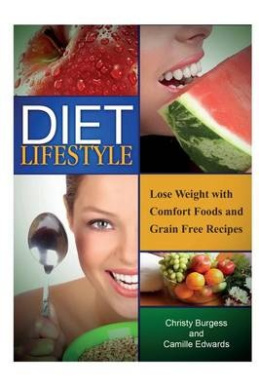 DIET
LIFESTYLE
Lose Weight with
Comfort Foods and
Grain Free Recipes
Christy Burgess
and
Camille Edwards